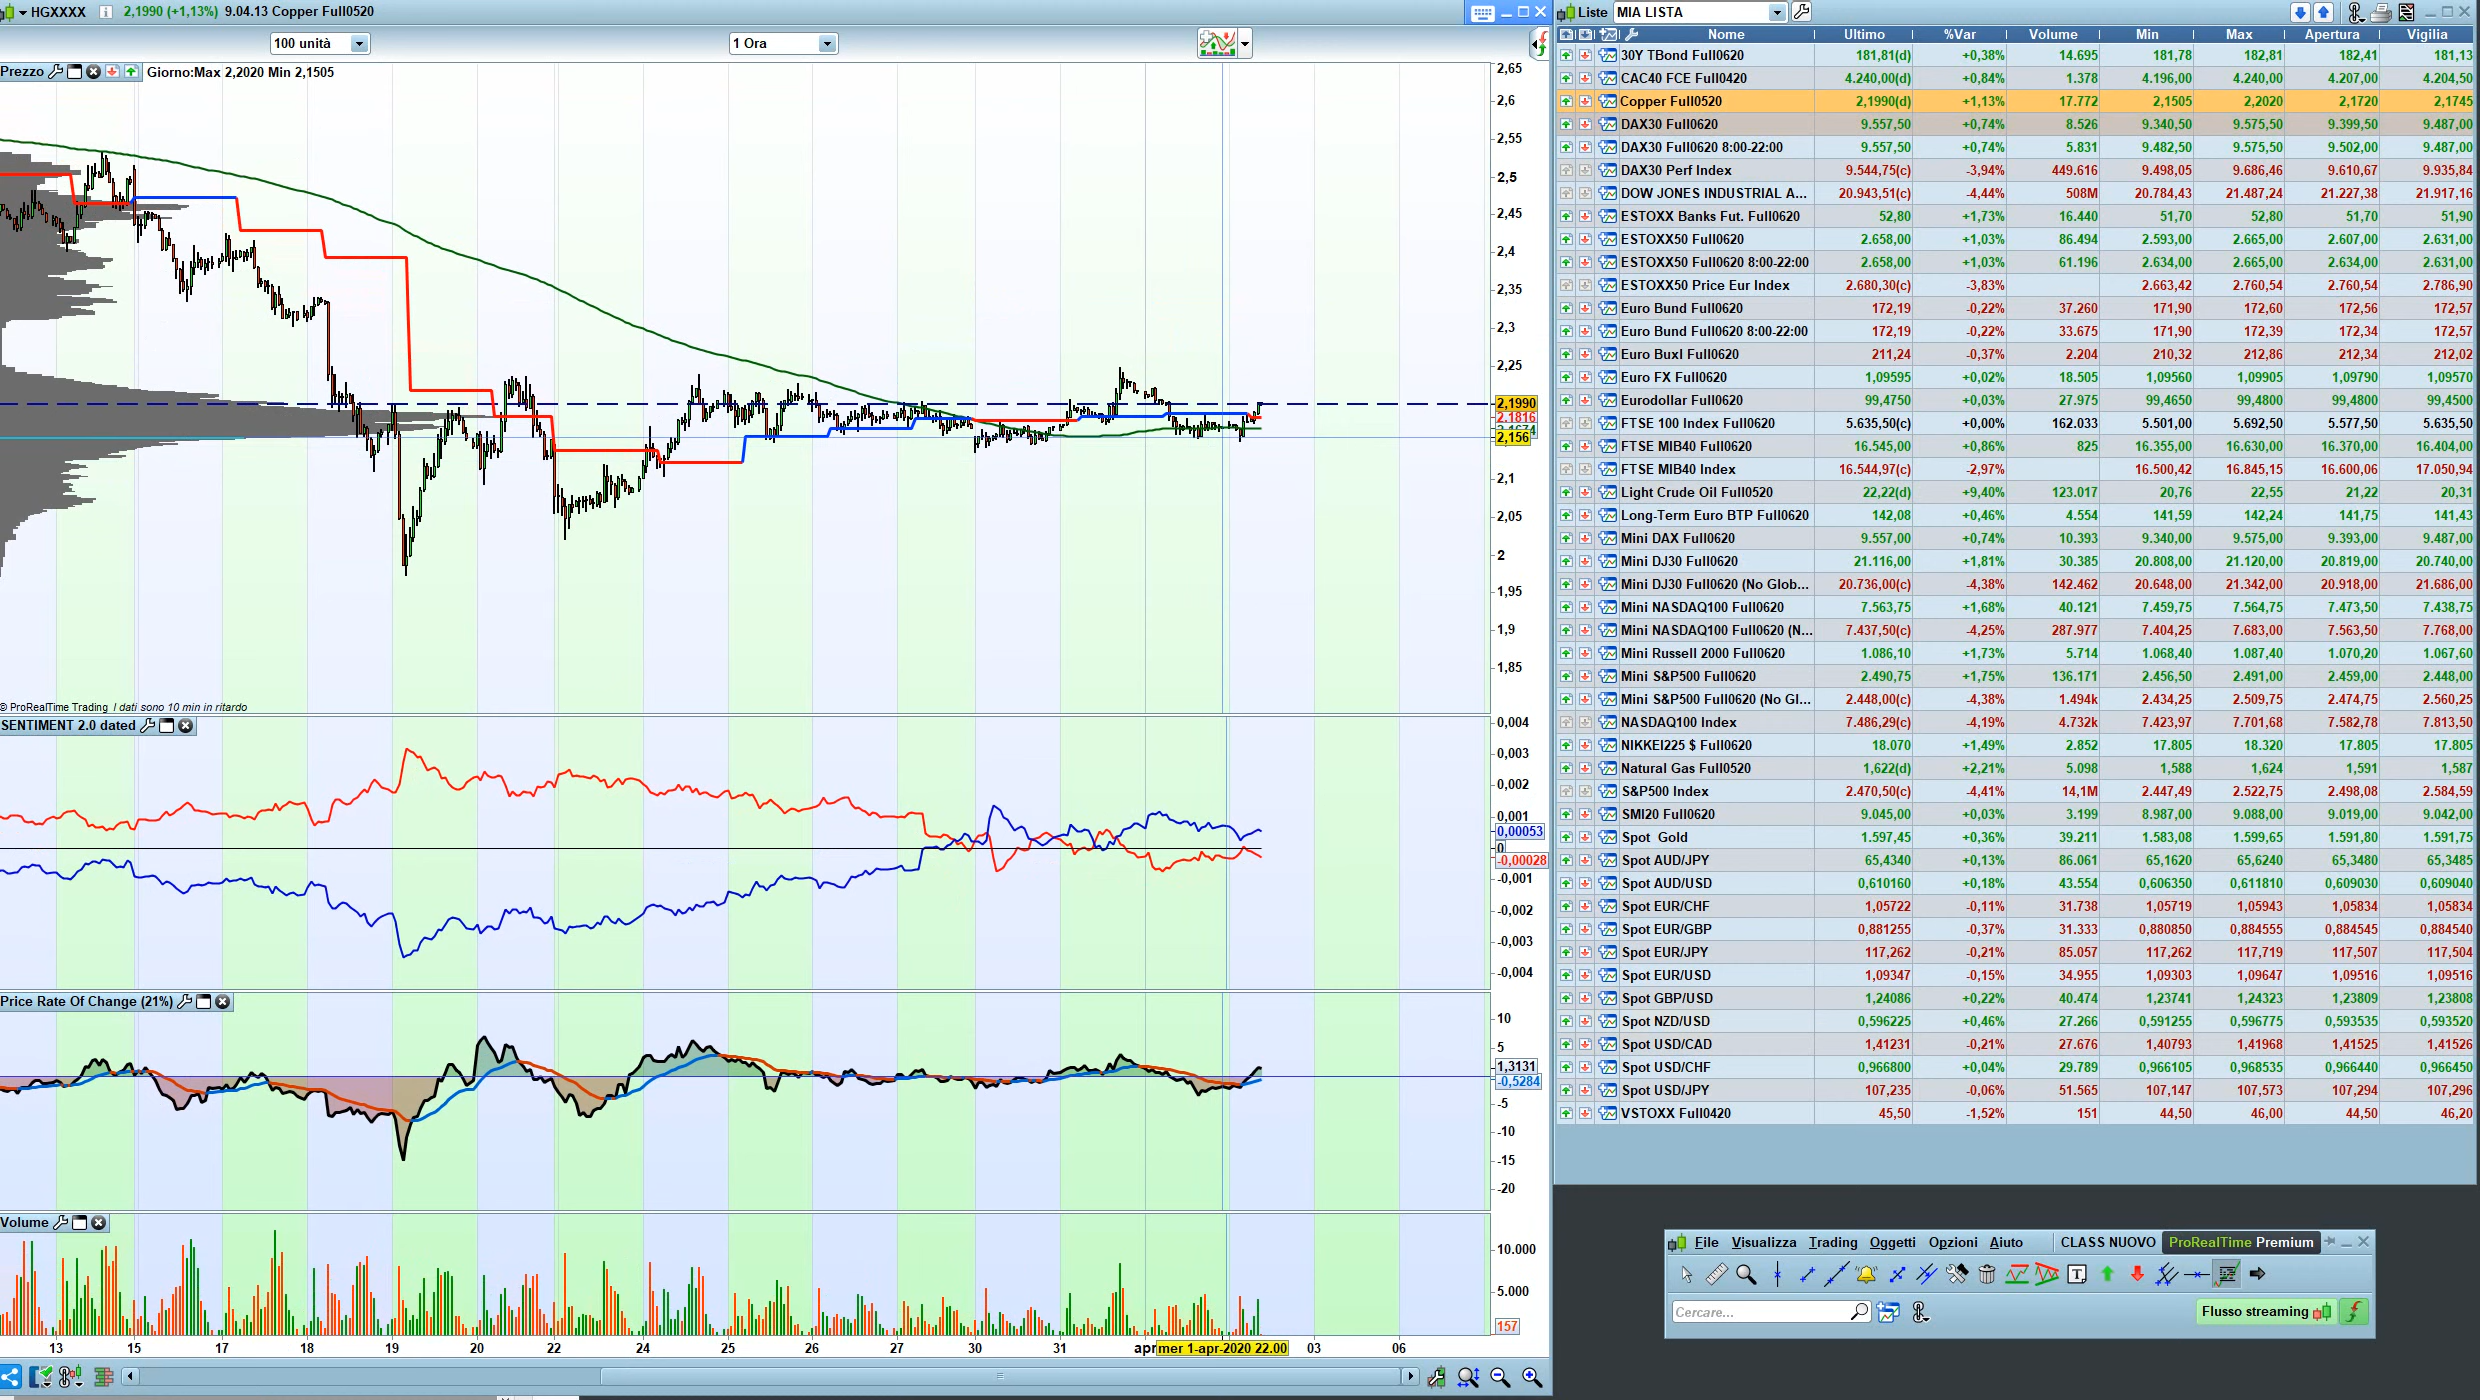 HGXXXX 2,1990 (+1,13%) 9.04.13 Copper Full0520
100 unità 1 Ora
Prezzo Giorno:Max 2,2020 Min 2,1505
2,65
2,6
2,55
2,5
2,45
2,4
2,35
2,3
2,25
2,1990
2,1816
2,156
2,1
2,05
2
1,95
1,9
1,85
© ProRealTime Trading I dati sono 10 min in ritardo
SENTIMENT 2.0 dated
0,004
0,003
0,002
0,001
0,00053
0
-0,00028
-0,001
-0,002
-0,003
-0,004
Price Rate Of Change (21%)
10
5
1,3131
-0,5284
-5
-10
-15
-20
Volume
10.000
5.000
157
13 15 17 18 19 20 22 24 25 26 27 30 31 apr mer 1-apr-2020 22.00 03 06
Liste MIA LISTA
Nome Ultimo %Var Volume Min Max Apertura Vigilia
30Y TBond Full0620 181,81(d) +0,38% 14.695 181,78 182,81 182,41 181,13
CAC40 FCE Full0420 4.240,00(d) +0,84% 1.378 4.196,00 4.240,00 4.207,00 4.204,50
Copper Full0520 2,1990(d) +1,13% 17.772 2,1505 2,2020 2,1720 2,1745
DAX30 Full0620 9.557,50 +0,74% 8.526 9.340,50 9.575,50 9.399,50 9.487,00
DAX30 Full0620 8:00-22:00 9.557,50 +0,74% 5.831 9.482,50 9.575,50 9.502,00 9.487,00
DAX30 Perf Index 9.544,75(c) -3,94% 449.616 9.498,05 9.686,46 9.610,67 9.935,84
DOW JONES INDUSTRIAL A... 20.943,51(c) -4,44% 508M 20.784,43 21.487,24 21.227,38 21.917,16
ESTOXX Banks Fut. Full0620 52,80 +1,73% 16.440 51,70 52,80 51,70 51,90
ESTOXX50 Full0620 2.658,00 +1,03% 86.494 2.593,00 2.665,00 2.607,00 2.631,00
ESTOXX50 Full0620 8:00-22:00 2.658,00 +1,03% 61.196 2.634,00 2.665,00 2.634,00 2.631,00
ESTOXX50 Price Eur Index 2.680,30(c) -3,83% 2.663,42 2.760,54 2.760,54 2.786,90
Euro Bund Full0620 172,19 -0,22% 37.260 171,90 172,60 172,56 172,57
Euro Bund Full0620 8:00-22:00 172,19 -0,22% 33.675 171,90 172,39 172,34 172,57
Euro Buxl Full0620 211,24 -0,37% 2.204 210,32 212,86 212,34 212,02
Euro FX Full0620 1,09595 +0,02% 18.505 1,09560 1,09905 1,09790 1,09570
Eurodollar Full0620 99,4750 +0,03% 27.975 99,4650 99,4800 99,4800 99,4500
FTSE 100 Index Full0620 5.635,50(c) +0,00% 162.033 5.501,00 5.692,50 5.577,50 5.635,50
FTSE MIB40 Full0620 16.545,00 +0,86% 825 16.355,00 16.630,00 16.370,00 16.404,00
FTSE MIB40 Index 16.544,97(c) -2,97% 16.500,42 16.845,15 16.600,06 17.050,94
Light Crude Oil Full0520 22,22(d) +9,40% 123.017 20,76 22,55 21,22 20,31
Long-Term Euro BTP Full0620 142,08 +0,46% 4.554 141,59 142,24 141,75 141,43
Mini DAX Full0620 9.557,00 +0,74% 10.393 9.340,00 9.575,00 9.393,00 9.487,00
Mini DJ30 Full0620 21.116,00 +1,81% 30.385 20.808,00 21.120,00 20.819,00 20.740,00
Mini DJ30 Full0620 (No Glob... 20.736,00(c) -4,38% 142.462 20.648,00 21.342,00 20.918,00 21.686,00
Mini NASDAQ100 Full0620 7.563,75 +1,68% 40.121 7.459,75 7.564,75 7.473,50 7.438,75
Mini NASDAQ100 Full0620 (N... 7.437,50(c) -4,25% 287.977 7.404,25 7.683,00 7.563,50 7.768,00
Mini Russell 2000 Full0620 1.086,10 +1,73% 5.714 1.068,40 1.087,40 1.070,20 1.067,60
Mini S&P500 Full0620 2.490,75 +1,75% 136.171 2.456,50 2.491,00 2.459,00 2.448,00
Mini S&P500 Full0620 (No Gl... 2.448,00(c) -4,38% 1.494k 2.434,25 2.509,75 2.474,75 2.560,25
NASDAQ100 Index 7.486,29(c) -4,19% 4.732k 7.423,97 7.701,68 7.582,78 7.813,50
NIKKEI225 $ Full0620 18.070 +1,49% 2.852 17.805 18.320 17.805 17.805
Natural Gas Full0520 1,622(d) +2,21% 5.098 1,588 1,624 1,591 1,587
S&P500 Index 2.470,50(c) -4,41% 14,1M 2.447,49 2.522,75 2.498,08 2.584,59
SMI20 Full0620 9.045,00 +0,03% 3.199 8.987,00 9.088,00 9.019,00 9.042,00
Spot Gold 1.597,45 +0,36% 39.211 1.583,08 1.599,65 1.591,80 1.591,75
Spot AUD/JPY 65,4340 +0,13% 86.061 65,1620 65,6240 65,3480 65,3485
Spot AUD/USD 0,610160 +0,18% 43.554 0,606350 0,611810 0,609030 0,609040
Spot EUR/CHF 1,05722 -0,11% 31.738 1,05719 1,05943 1,05834 1,05834
Spot EUR/GBP 0,881255 -0,37% 31.333 0,880850 0,884555 0,884545 0,884540
Spot EUR/JPY 117,262 -0,21% 85.057 117,262 117,719 117,507 117,504
Spot EUR/USD 1,09347 -0,15% 34.955 1,09303 1,09647 1,09516 1,09516
Spot GBP/USD 1,24086 +0,22% 40.474 1,23741 1,24323 1,23809 1,23808
Spot NZD/USD 0,596225 +0,46% 27.266 0,591255 0,596775 0,593535 0,593520
Spot USD/CAD 1,41231 -0,21% 27.676 1,40793 1,41968 1,41525 1,41526
Spot USD/CHF 0,966800 +0,04% 29.789 0,966105 0,968535 0,966440 0,966450
Spot USD/JPY 107,235 -0,06% 51.565 107,147 107,573 107,294 107,296
VSTOXX Full0420 45,50 -1,52% 151 44,50 46,00 44,50 46,20
File Visualizza Trading Oggetti Opzioni Aiuto CLASS NUOVO ProRealTime Premium
Cercare... Flusso streaming